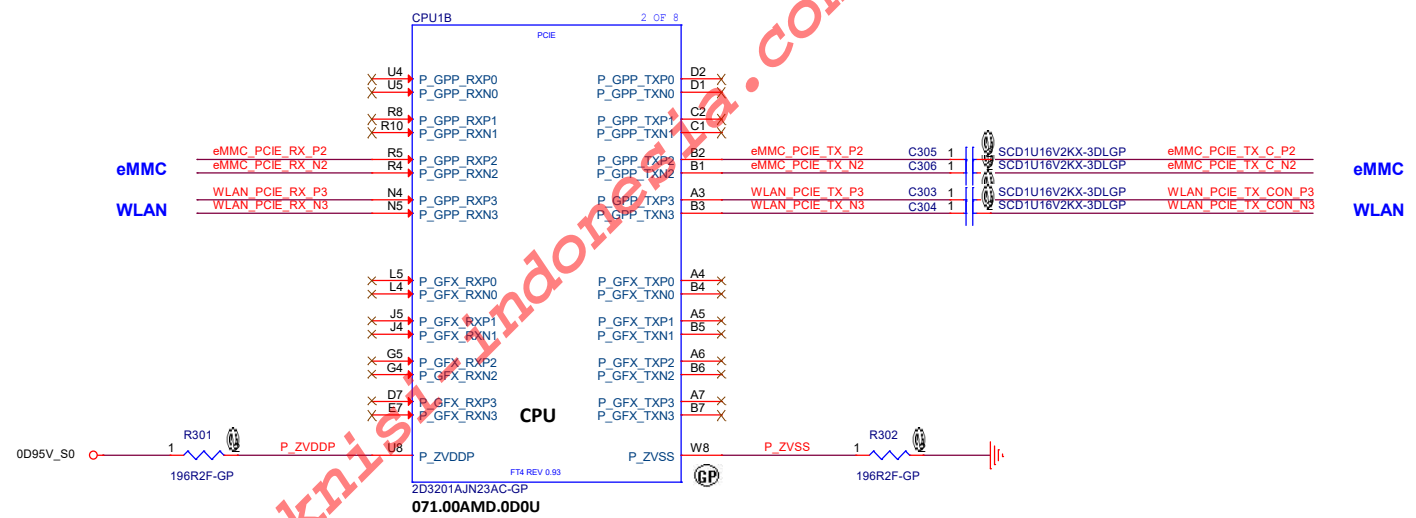 CPU1B 2 OF 8
PCIE
U4 P_GPP_RXP0 P_GPP_TXP0 D2
U5 P_GPP_RXN0 P_GPP_TXN0 D1
R8 P_GPP_RXP1 P_GPP_TXP1 C2
R10 P_GPP_RXN1 P_GPP_TXN1 C1
eMMC eMMC_PCIE_RX_P2 R5 P_GPP_RXP2 P_GPP_TXP2 B2 eMMC_PCIE_TX_P2 C305 1 SCD1U16V2KX-3DLGP eMMC_PCIE_TX_C_P2 eMMC
eMMC_PCIE_RX_N2 R4 P_GPP_RXN2 P_GPP_TXN2 B1 eMMC_PCIE_TX_N2 C306 1 SCD1U16V2KX-3DLGP eMMC_PCIE_TX_C_N2
WLAN WLAN_PCIE_RX_P3 N4 P_GPP_RXP3 P_GPP_TXP3 A3 WLAN_PCIE_TX_P3 C303 1 SCD1U16V2KX-3DLGP WLAN_PCIE_TX_CON_P3 WLAN
WLAN_PCIE_RX_N3 N5 P_GPP_RXN3 P_GPP_TXN3 B3 WLAN_PCIE_TX_N3 C304 1 SCD1U16V2KX-3DLGP WLAN_PCIE_TX_CON_N3
L5 P_GFX_RXP0 P_GFX_TXP0 A4
L4 P_GFX_RXN0 P_GFX_TXN0 B4
J5 P_GFX_RXP1 P_GFX_TXP1 A5
J4 P_GFX_RXN1 P_GFX_TXN1 B5
G5 P_GFX_RXP2 P_GFX_TXP2 A6
G4 P_GFX_RXN2 P_GFX_TXN2 B6
D7 P_GFX_RXP3 P_GFX_TXP3 A7
E7 P_GFX_RXN3 P_GFX_TXN3 B7
CPU
0D95V_S0 1 R301 2 P_ZVDDP U8 P_ZVDDP P_ZVSS W8 P_ZVSS 1 R302 2
196R2F-GP FT4 REV 0.93 GP 196R2F-GP
2D3201AJN23AC-GP
071.00AMD.0D0U
knisi-indonesia.co